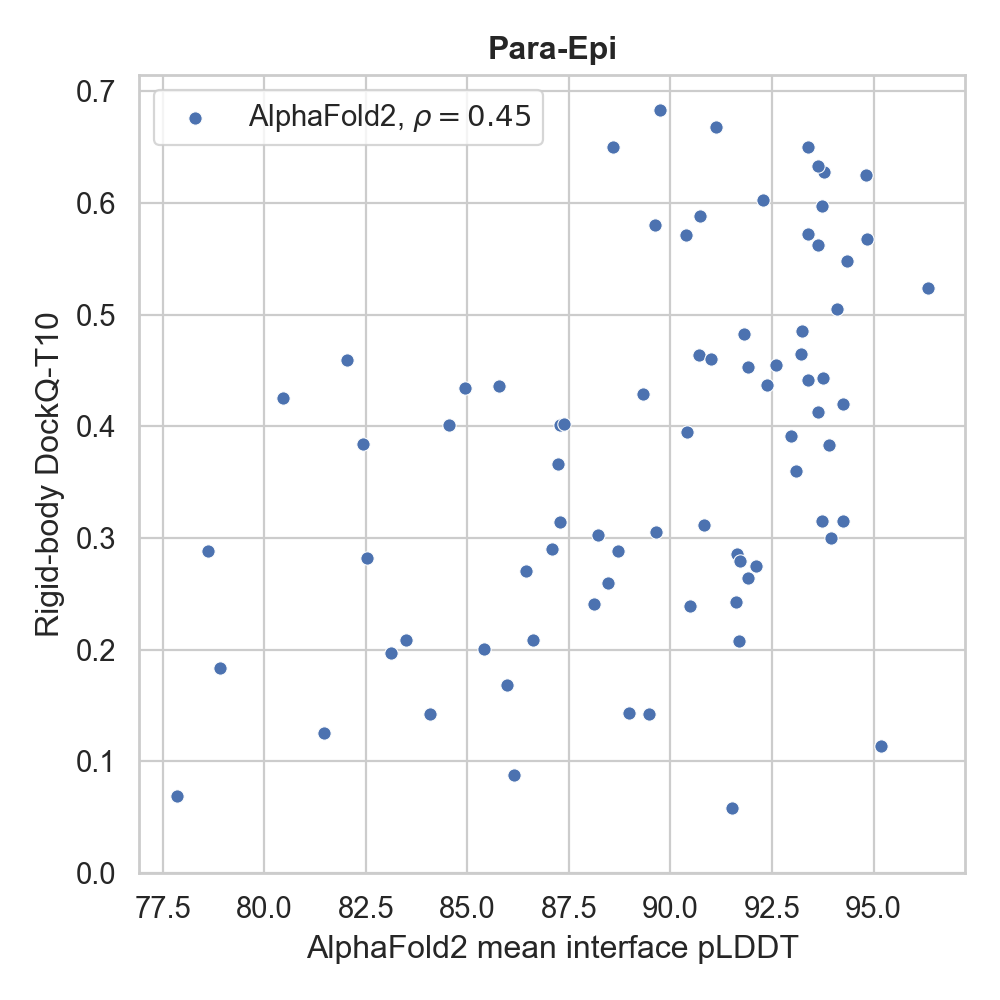 Para-Epi
AlphaFold2, ρ = 0.45
0.7
0.6
0.5
0.4
0.3
0.2
0.1
0.0
Rigid-body DockQ-T10
77.5 80.0 82.5 85.0 87.5 90.0 92.5 95.0
AlphaFold2 mean interface pLDDT